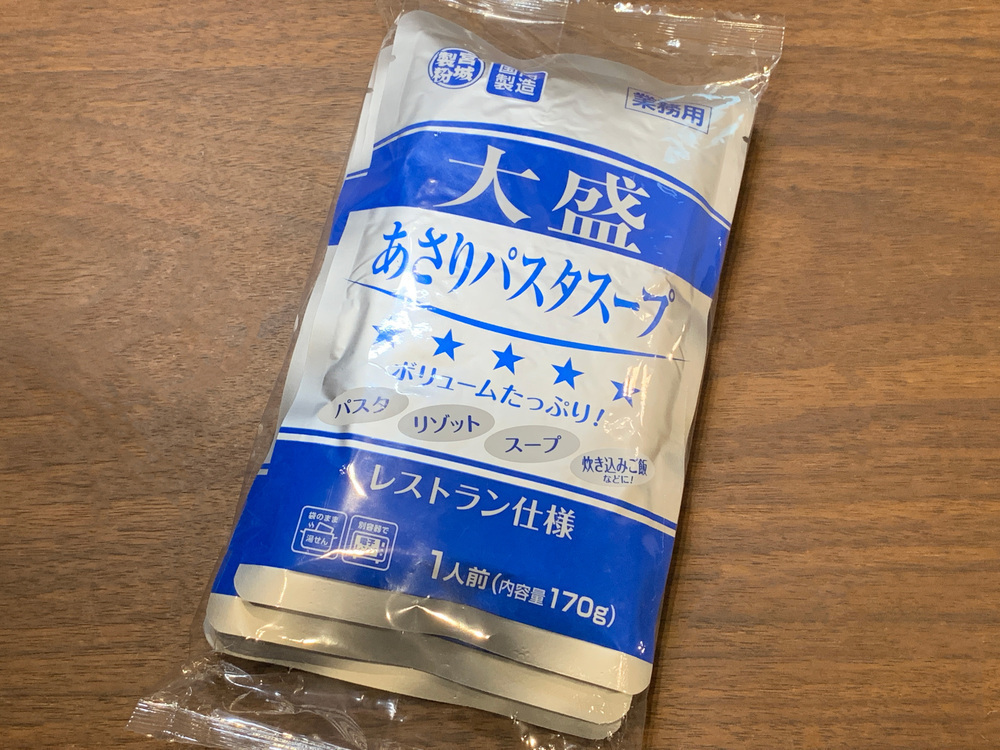 宮城製粉
国内製造
業務用
大盛
あさりパスタスープ
★★★★★
ボリュームたっぷり!
パスタ
リゾット
スープ
炊き込みご飯
などに!
レストラン仕様
袋のまま
湯せん
別容器で
電子
1人前(内容量170g)